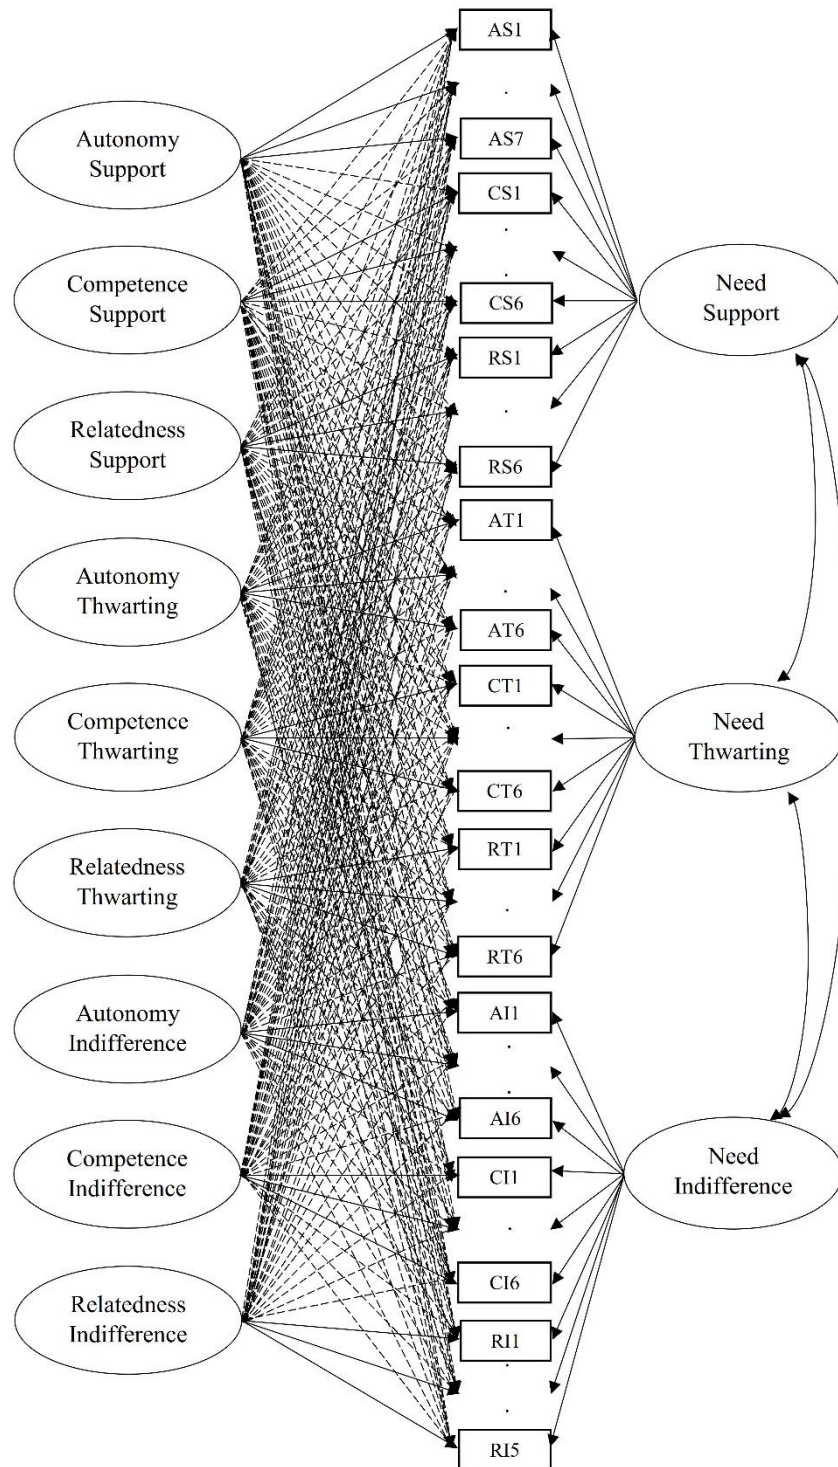 Autonomy
Support
Competence
Support
Relatedness
Support
Autonomy
Thwarting
Competence
Thwarting
Relatedness
Thwarting
Autonomy
Indifference
Competence
Indifference
Relatedness
Indifference
AS1
AS7
CS1
CS6
RS1
RS6
AT1
AT6
CT1
CT6
RT1
RT6
AI1
AI6
CI1
CI6
RI1
RI5
Need
Support
Need
Thwarting
Need
Indifference